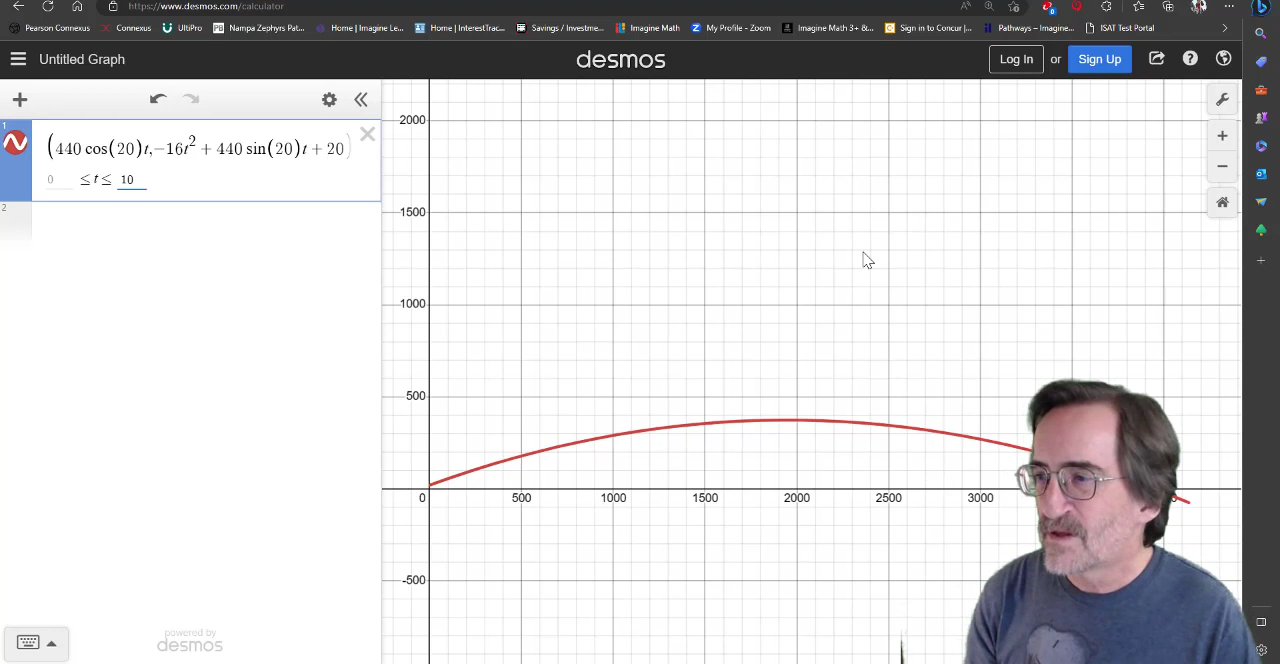 https://www.desmos.com/calculator
Pearson Connexus
Connexus
UltiPro
Nampa Zephys Pat...
Home | Imagine Le...
Home | InterestTrac...
Savings / Investme...
Imagine Math
My Profile - Zoom
Imagine Math 3+ &...
Sign in to Concur |...
Pathways – Imagine...
ISAT Test Portal
Untitled Graph
desmos
Log In or Sign Up
1
(440 cos(20)t,−16t² + 440 sin(20)t + 20)
0 ≤ t ≤ 10
2
2000
1500
1000
500
0 500 1000 1500 2000 2500 3000
-500
powered by
desmos